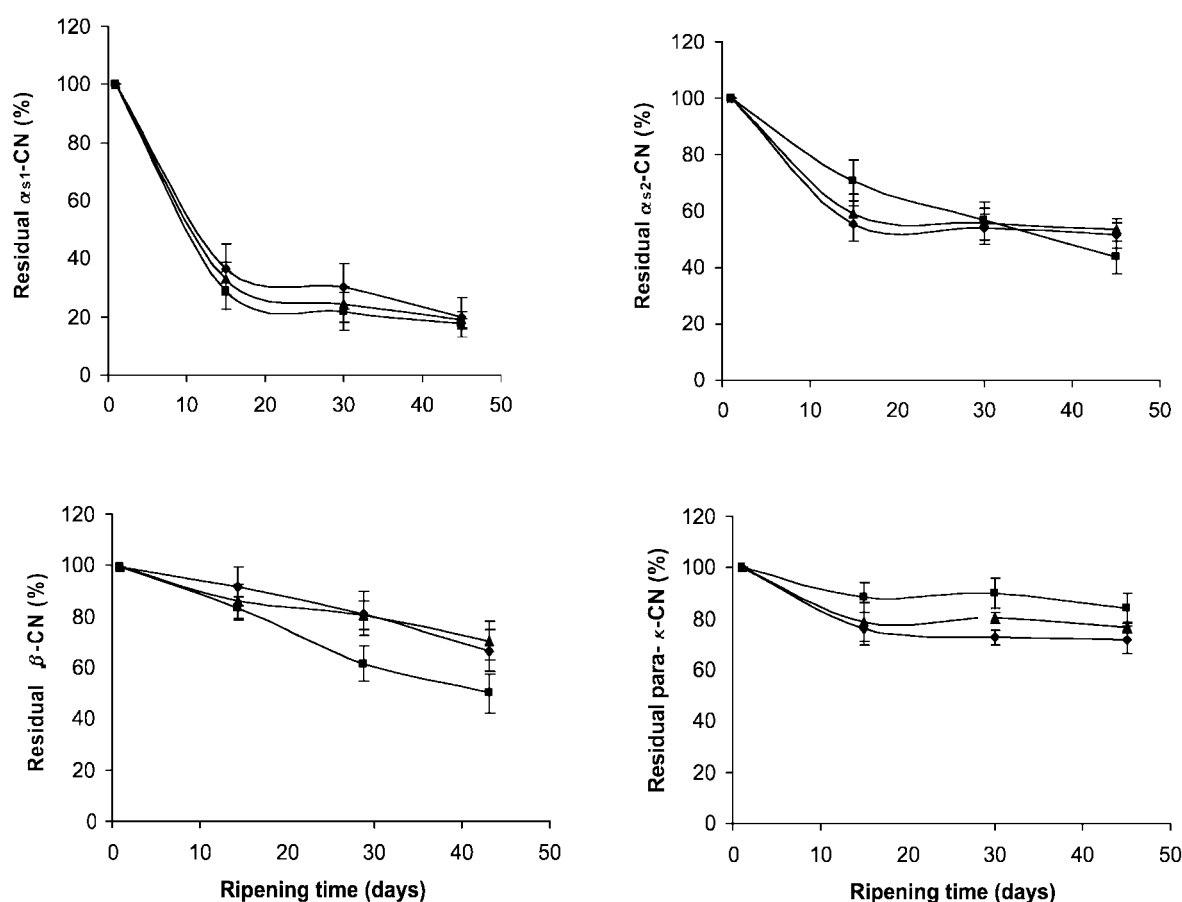 Residual αs1-CN (%)
120
100
80
60
40
20
0
0 10 20 30 40 50
Residual αs2-CN (%)
120
100
80
60
40
20
0
0 10 20 30 40 50
Residual β-CN (%)
120
100
80
60
40
20
0
0 10 20 30 40 50
Ripening time (days)
Residual para- κ-CN (%)
120
100
80
60
40
20
0
0 10 20 30 40 50
Ripening time (days)